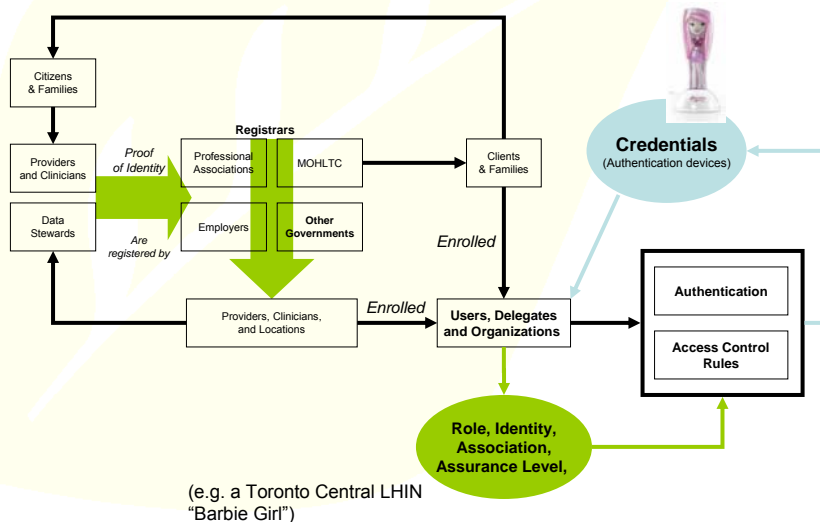 Citizens
& Families
Providers
and Clinicians
Data
Stewards
Proof
of Identity
Are
registered by
Registrars
Professional
Associations
MOHLTC
Employers
Other
Governments
Clients
& Families
Enrolled
Providers, Clinicians,
and Locations
Enrolled
Users, Delegates
and Organizations
Credentials
(Authentication devices)
Authentication
Access Control
Rules
Role, Identity,
Association,
Assurance Level,
(e.g. a Toronto Central LHIN
“Barbie Girl”)